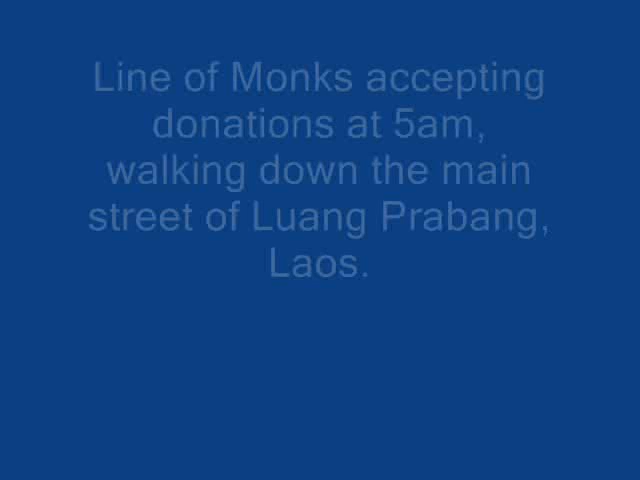 Line of Monks accepting
donations at 5am,
walking down the main
street of Luang Prabang,
Laos.